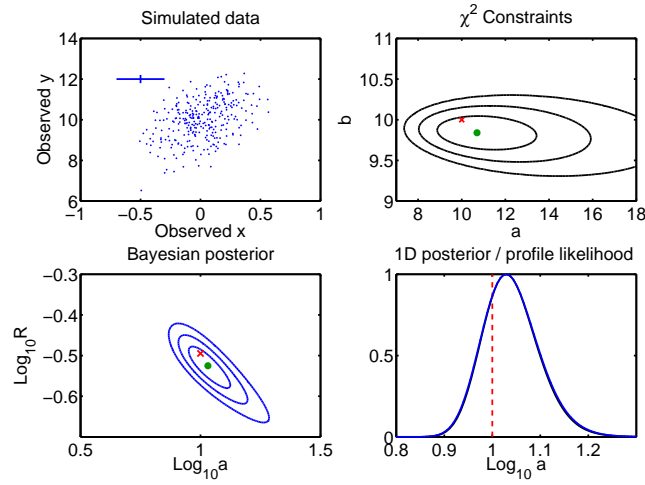 Simulated data
14
12
10
8
6
Observed y
−1 −0.5 0 0.5 1
Observed x
χ² Constraints
11
10.5
10
9.5
9
b
8 10 12 14 16 18
a
Bayesian posterior
−0.3
−0.4
−0.5
−0.6
Log₁₀R
0.5 1 1.5
Log₁₀a
1D posterior / profile likelihood
1
0.5
0
0.8 0.9 1 1.1 1.2
Log₁₀ a